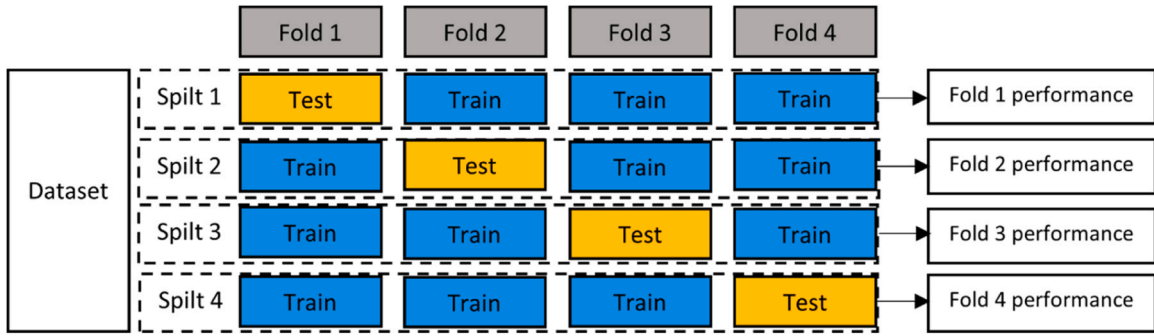 Fold 1 Fold 2 Fold 3 Fold 4
Spilt 1 Test Train Train Train Fold 1 performance
Spilt 2 Train Test Train Train Fold 2 performance
Dataset
Spilt 3 Train Train Test Train Fold 3 performance
Spilt 4 Train Train Train Test Fold 4 performance